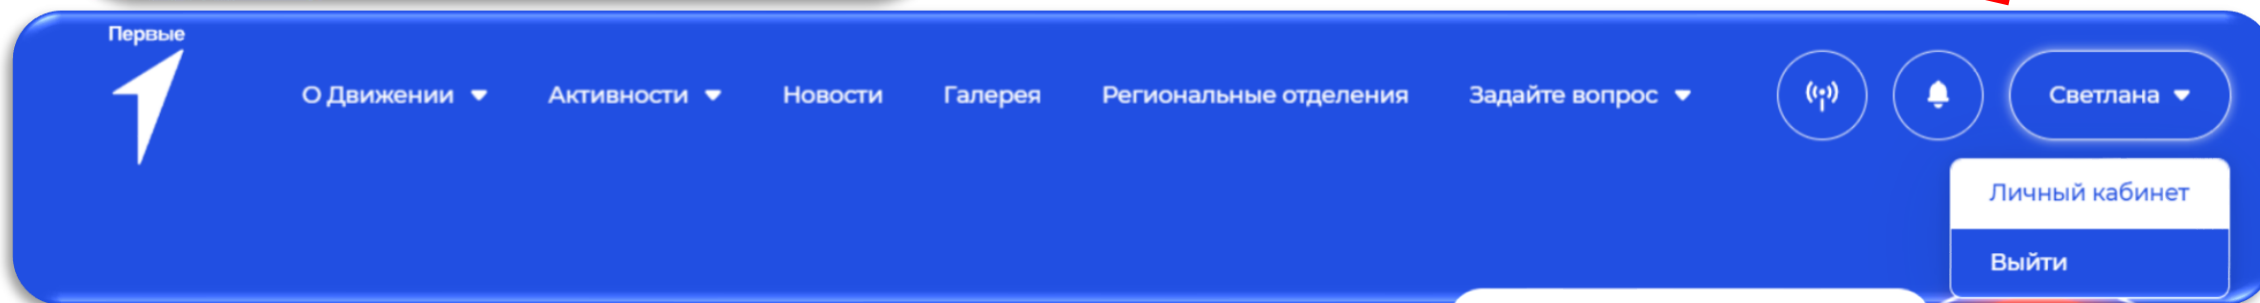 Первые
О Движении
Активности
Новости
Галерея
Региональные отделения
Задайте вопрос
Светлана
Личный кабинет
Выйти